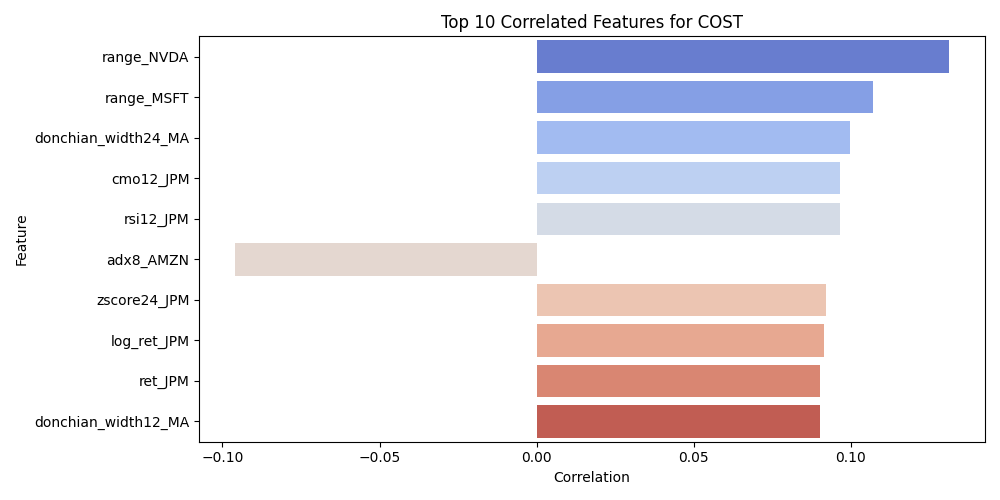 Top 10 Correlated Features for COST
Feature
range_NVDA
range_MSFT
donchian_width24_MA
cmo12_JPM
rsi12_JPM
adx8_AMZN
zscore24_JPM
log_ret_JPM
ret_JPM
donchian_width12_MA
−0.10 −0.05 0.00 0.05 0.10
Correlation